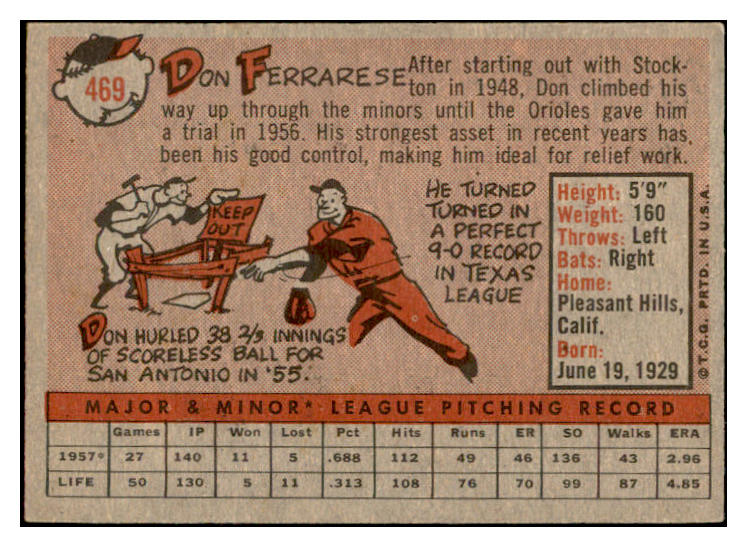 469
DON FERRARESE
After starting out with Stock-
ton in 1948, Don climbed his
way up through the minors until the Orioles gave him
a trial in 1956. His strongest asset in recent years has
been his good control, making him ideal for relief work.
KEEP
OUT
HE TURNED
TURNED IN
A PERFECT
9-0 RECORD
IN TEXAS
LEAGUE
DON HURLED 38 2/3 INNINGS
OF SCORELESS BALL FOR
SAN ANTONIO IN '55.
Height: 5'9"
Weight: 160
Throws: Left
Bats: Right
Home:
Pleasant Hills,
Calif.
Born:
June 19, 1929
© T.C.G. PRTD. IN U.S.A.
MAJOR & MINOR* LEAGUE PITCHING RECORD
Games IP Won Lost Pct Hits Runs ER SO Walks ERA
1957* 27 140 11 5 .688 112 49 46 136 43 2.96
LIFE 50 130 5 11 .313 108 76 70 99 87 4.85